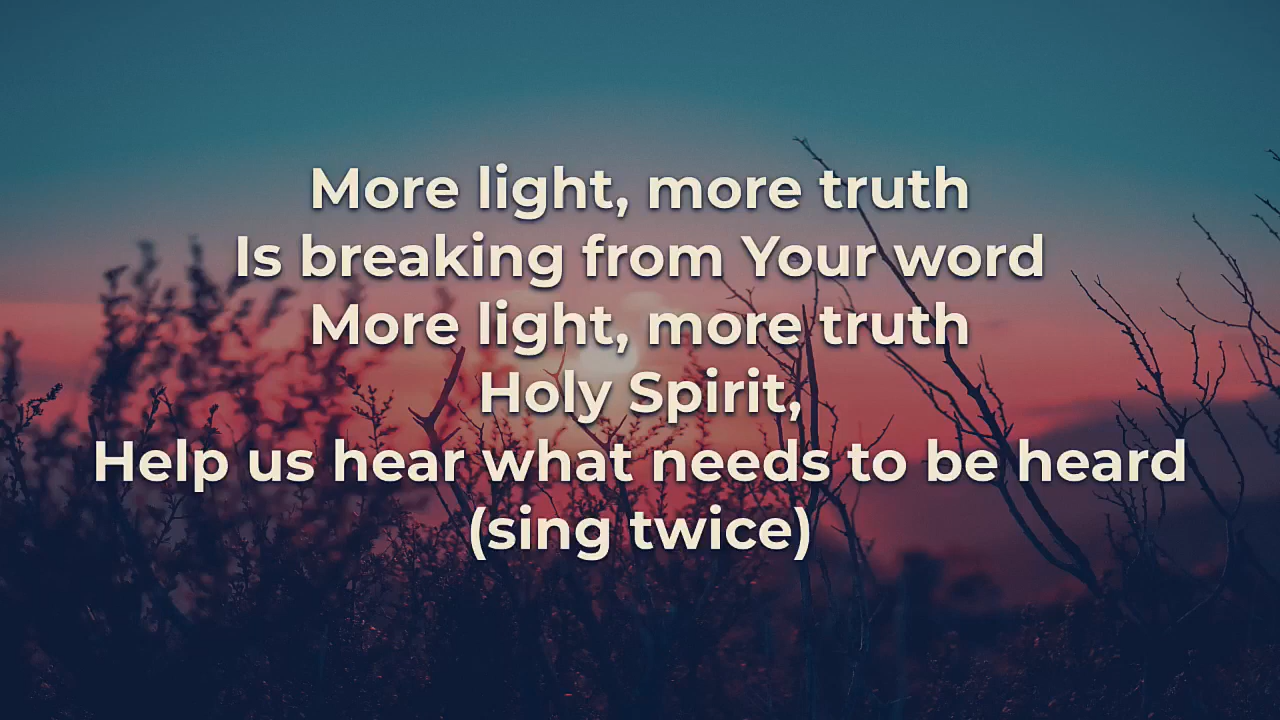 More light, more truth
Is breaking from Your word
More light, more truth
Holy Spirit,
Help us hear what needs to be heard
(sing twice)